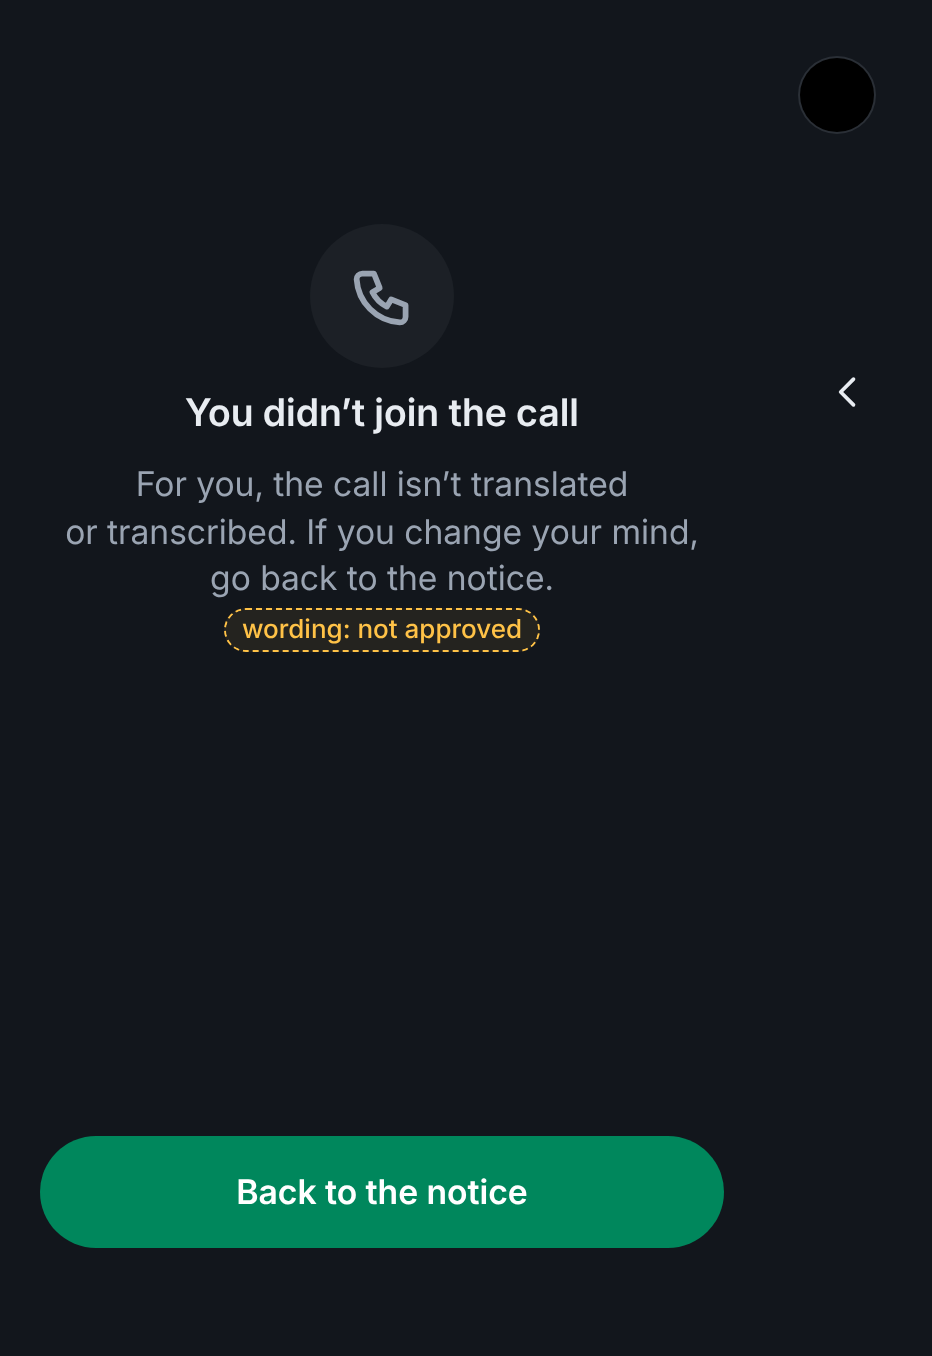 You didn’t join the call
For you, the call isn’t translated
or transcribed. If you change your mind,
go back to the notice.
wording: not approved
Back to the notice